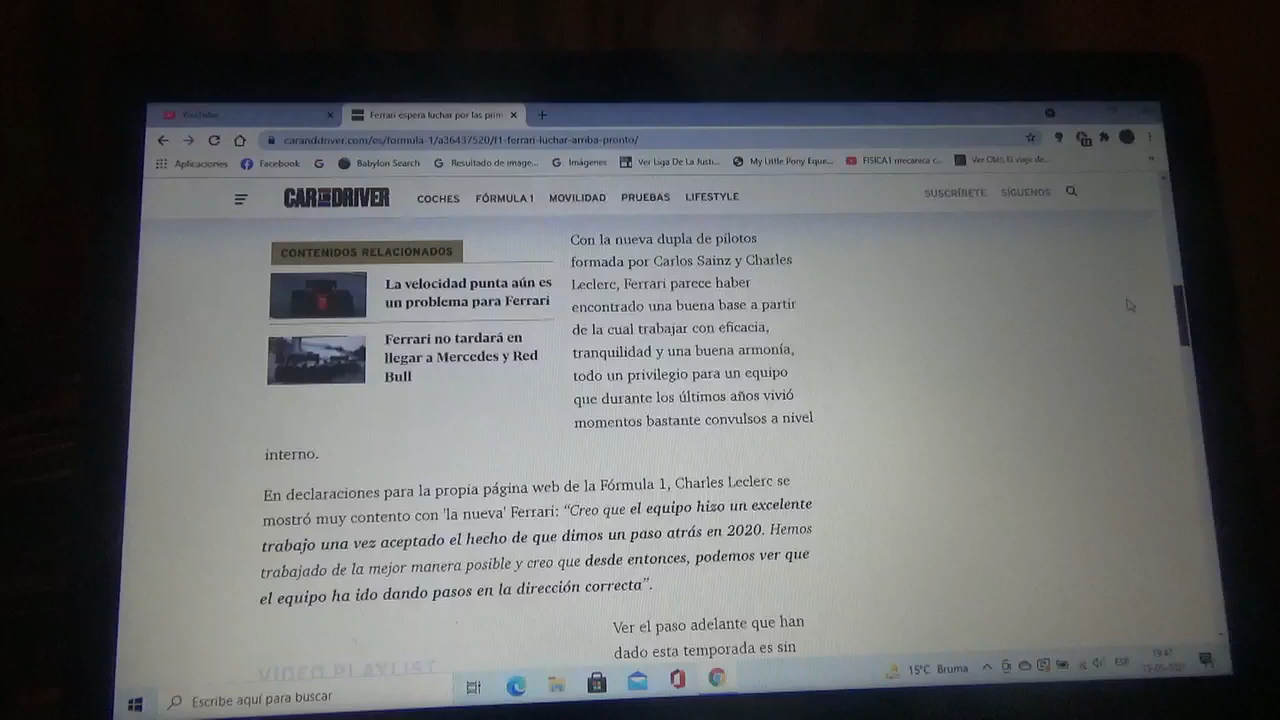 YouTube
Ferrari espera luchar por las prim
caranddriver.com/es/formula-1/a36437520/f1-ferrari-luchar-arriba-pronto/
Aplicaciones
Facebook
Babylon Search
Resultado de image...
Imágenes
Ver Liga De La Justi...
My Little Pony Eque...
FISICA1 mecanica c...
CAR AND DRIVER
COCHES
FÓRMULA 1
MOVILIDAD
PRUEBAS
LIFESTYLE
SUSCRÍBETE
SÍGUENOS
CONTENIDOS RELACIONADOS
La velocidad punta aún es
un problema para Ferrari
Ferrari no tardará en
llegar a Mercedes y Red
Bull
Con la nueva dupla de pilotos
formada por Carlos Sainz y Charles
Leclerc, Ferrari parece haber
encontrado una buena base a partir
de la cual trabajar con eficacia,
tranquilidad y una buena armonía,
todo un privilegio para un equipo
que durante los últimos años vivió
momentos bastante convulsos a nivel
interno.
En declaraciones para la propia página web de la Fórmula 1, Charles Leclerc se
mostró muy contento con 'la nueva' Ferrari: “Creo que el equipo hizo un excelente
trabajo una vez aceptado el hecho de que dimos un paso atrás en 2020. Hemos
trabajado de la mejor manera posible y creo que desde entonces, podemos ver que
el equipo ha ido dando pasos en la dirección correcta”.
Ver el paso adelante que han
dado esta temporada es sin
VIDEO PLAYLIST
Escribe aquí para buscar
15°C Bruma
ESP
19:47